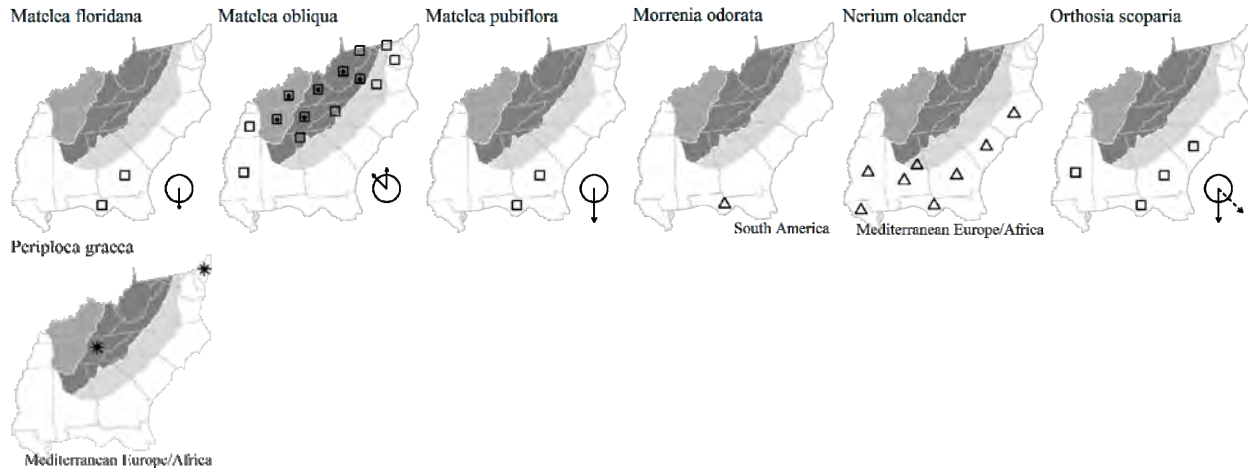 Matelea floridana
Matelea obliqua
Matelea pubiflora
Morrenia odorata
Nerium oleander
Orthosia scoparia
South America
Mediterranean Europe/Africa
Periploca graeca
Mediterranean Europe/Africa